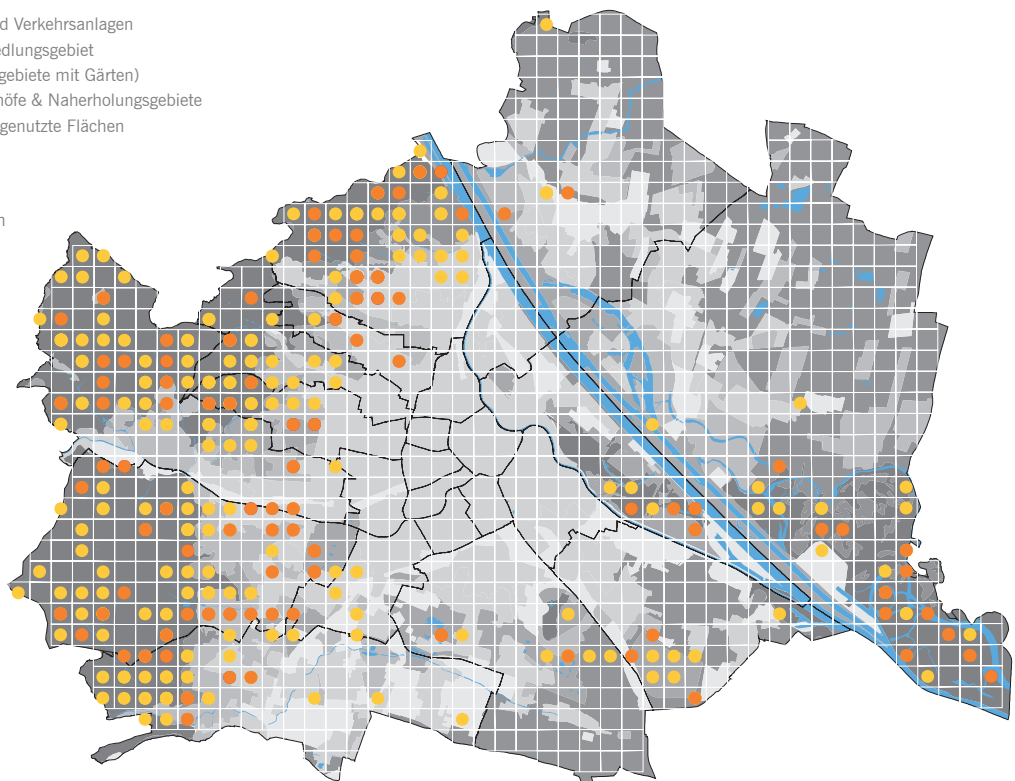 d Verkehrsanlagen
edlungsgebiet
gebiete mit Gärten)
höfe & Naherholungsgebiete
genutzte Flächen
n